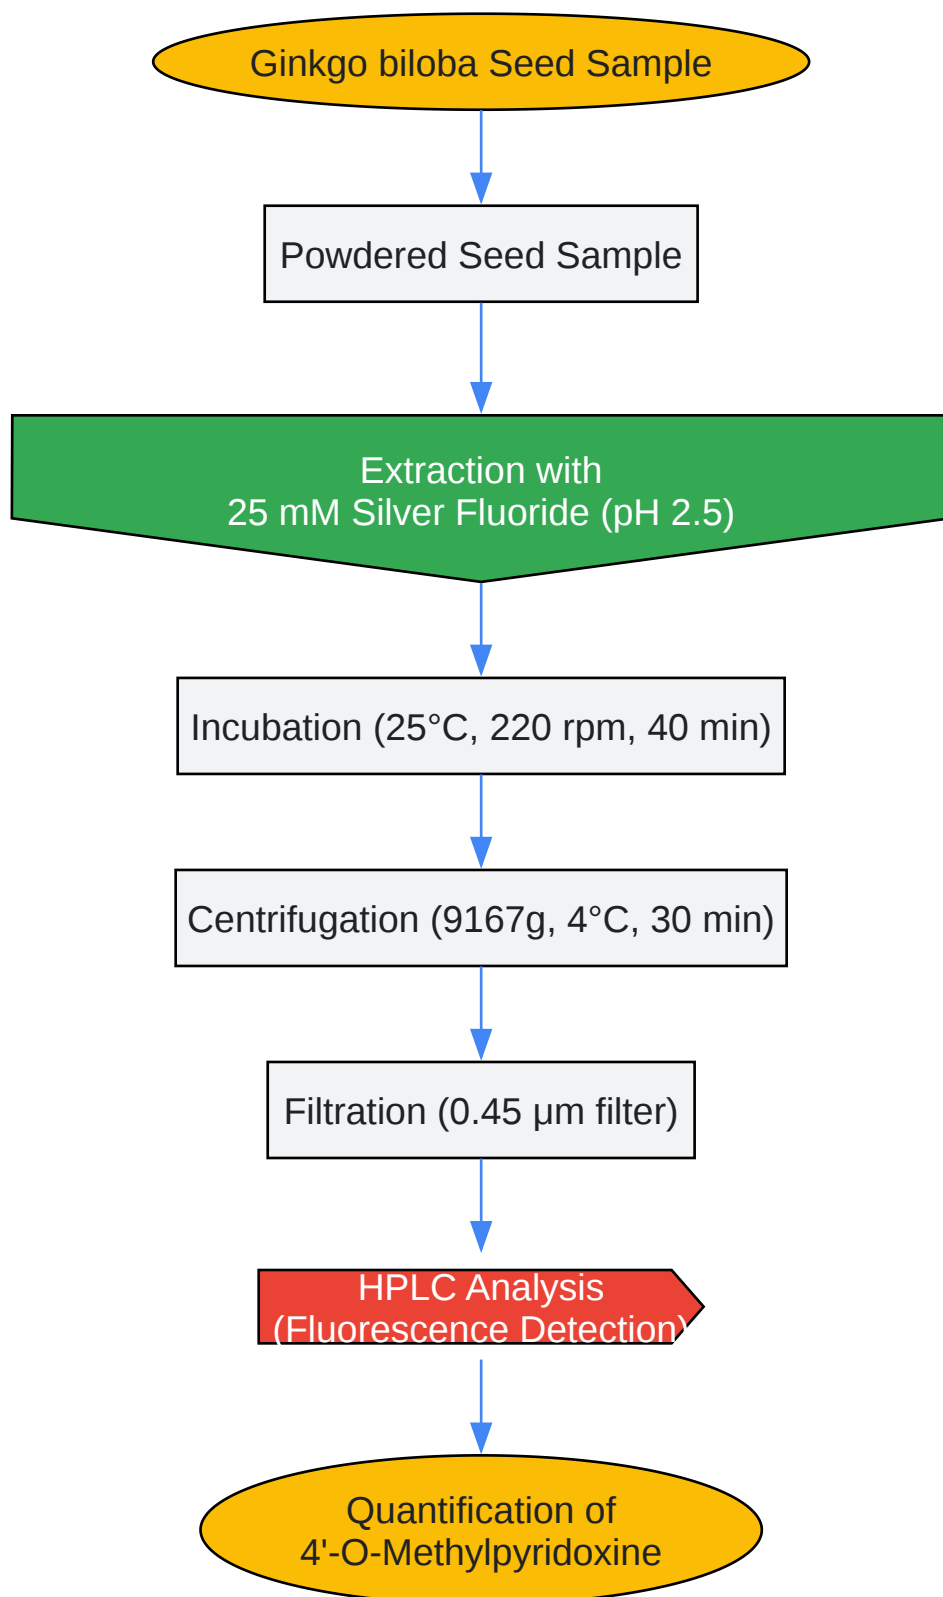 Ginkgo biloba Seed Sample
Powdered Seed Sample
Extraction with
25 mM Silver Fluoride (pH 2.5)
Incubation (25°C, 220 rpm, 40 min)
Centrifugation (9167g, 4°C, 30 min)
Filtration (0.45 μm filter)
HPLC Analysis
(Fluorescence Detection)
Quantification of
4'-O-Methylpyridoxine